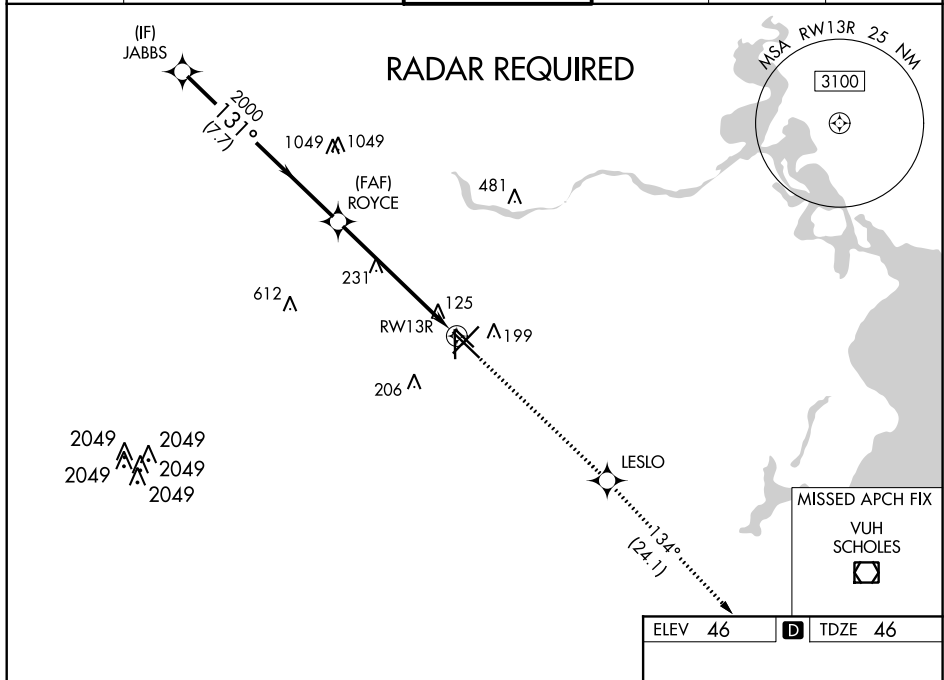 (IF)
JABBS
RADAR REQUIRED
MSA RW13R 25 NM
3100
2000
131°
(7.7)
1049 1049
(FAF)
ROYCE
481
231
612
125
RW13R
199
206
2049 2049
2049 2049
2049
LESLO
134°
(24.1)
MISSED APCH FIX
VUH
SCHOLES
ELEV 46 D TDZE 46